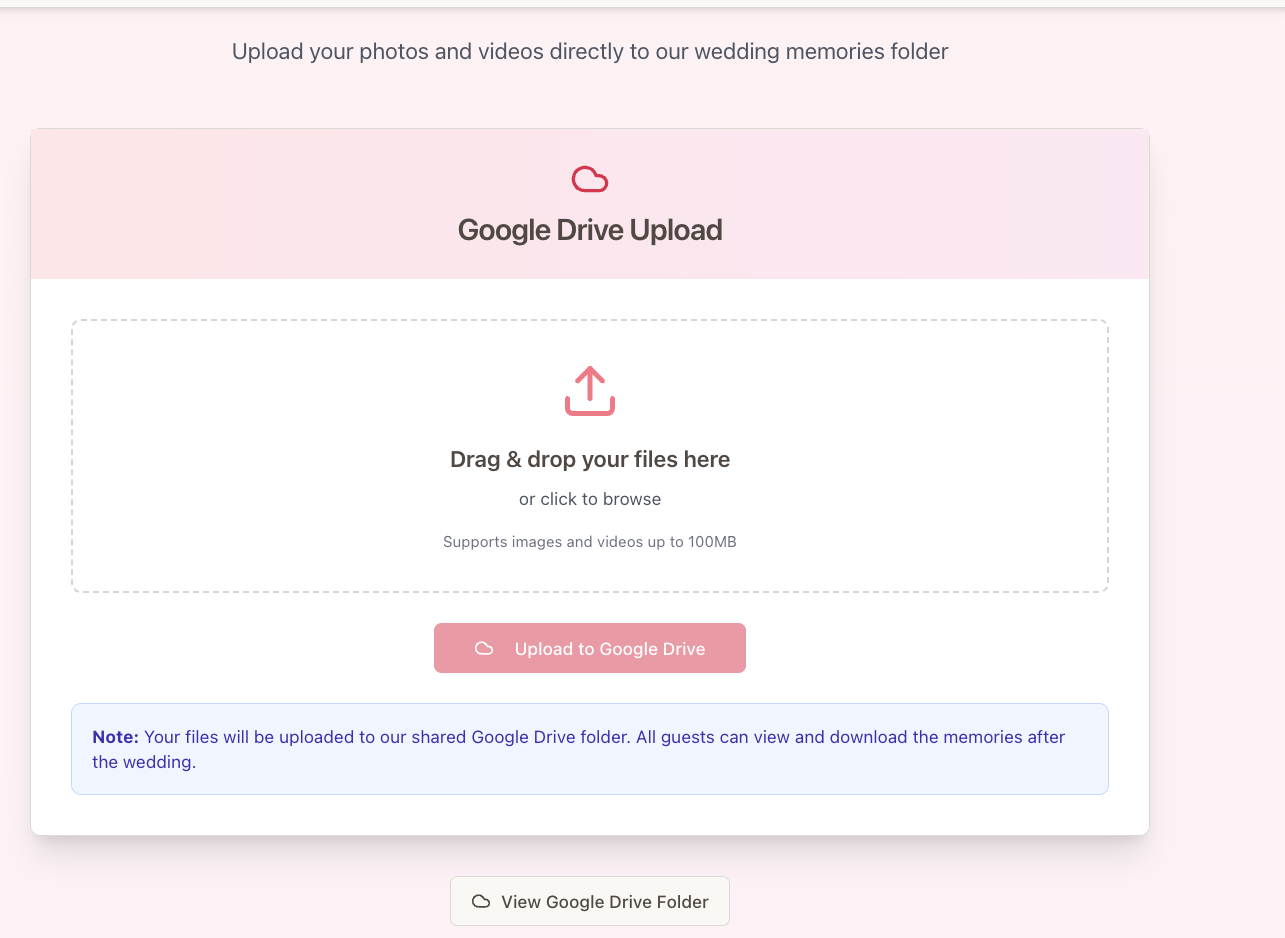 Upload your photos and videos directly to our wedding memories folder
Google Drive Upload
Drag & drop your files here
or click to browse
Supports images and videos up to 100MB
Upload to Google Drive
Note: Your files will be uploaded to our shared Google Drive folder. All guests can view and download the memories after
the wedding.
View Google Drive Folder